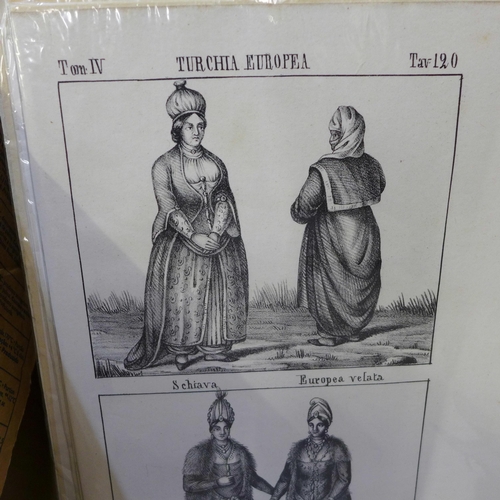 Tom IV TURCHIA EUROPEA Tav 120
Schiava Europea velata